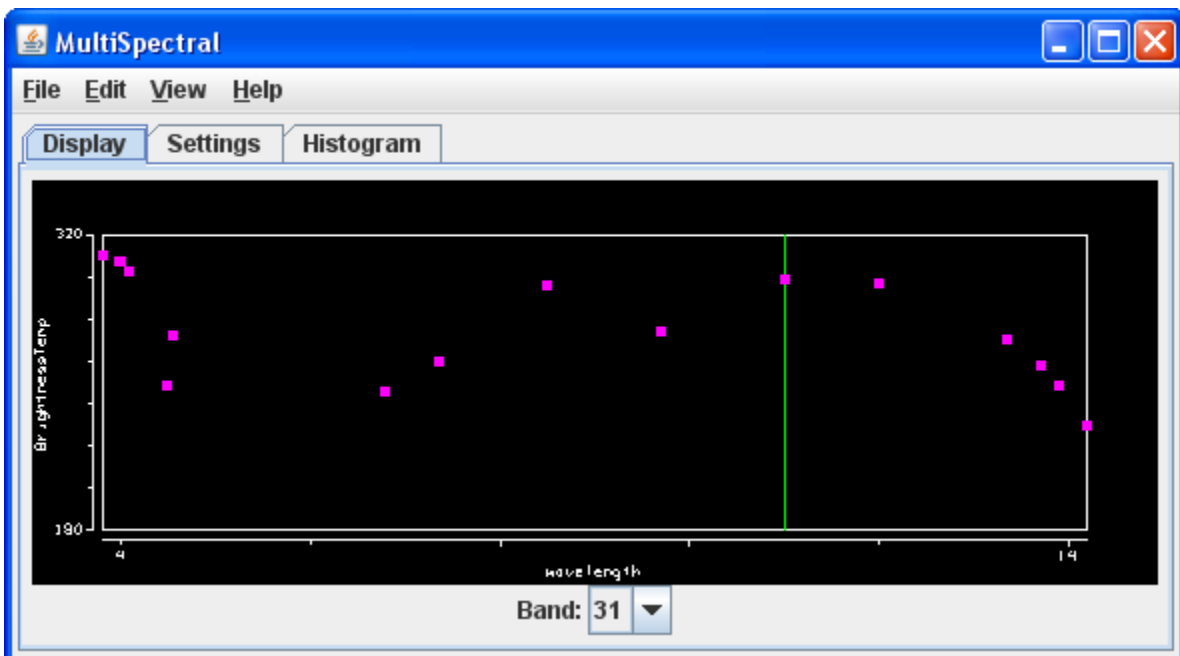 MultiSpectral
File Edit View Help
Display Settings Histogram
320
BrightnessTemp
180
4
14
wavelength
Band: 31